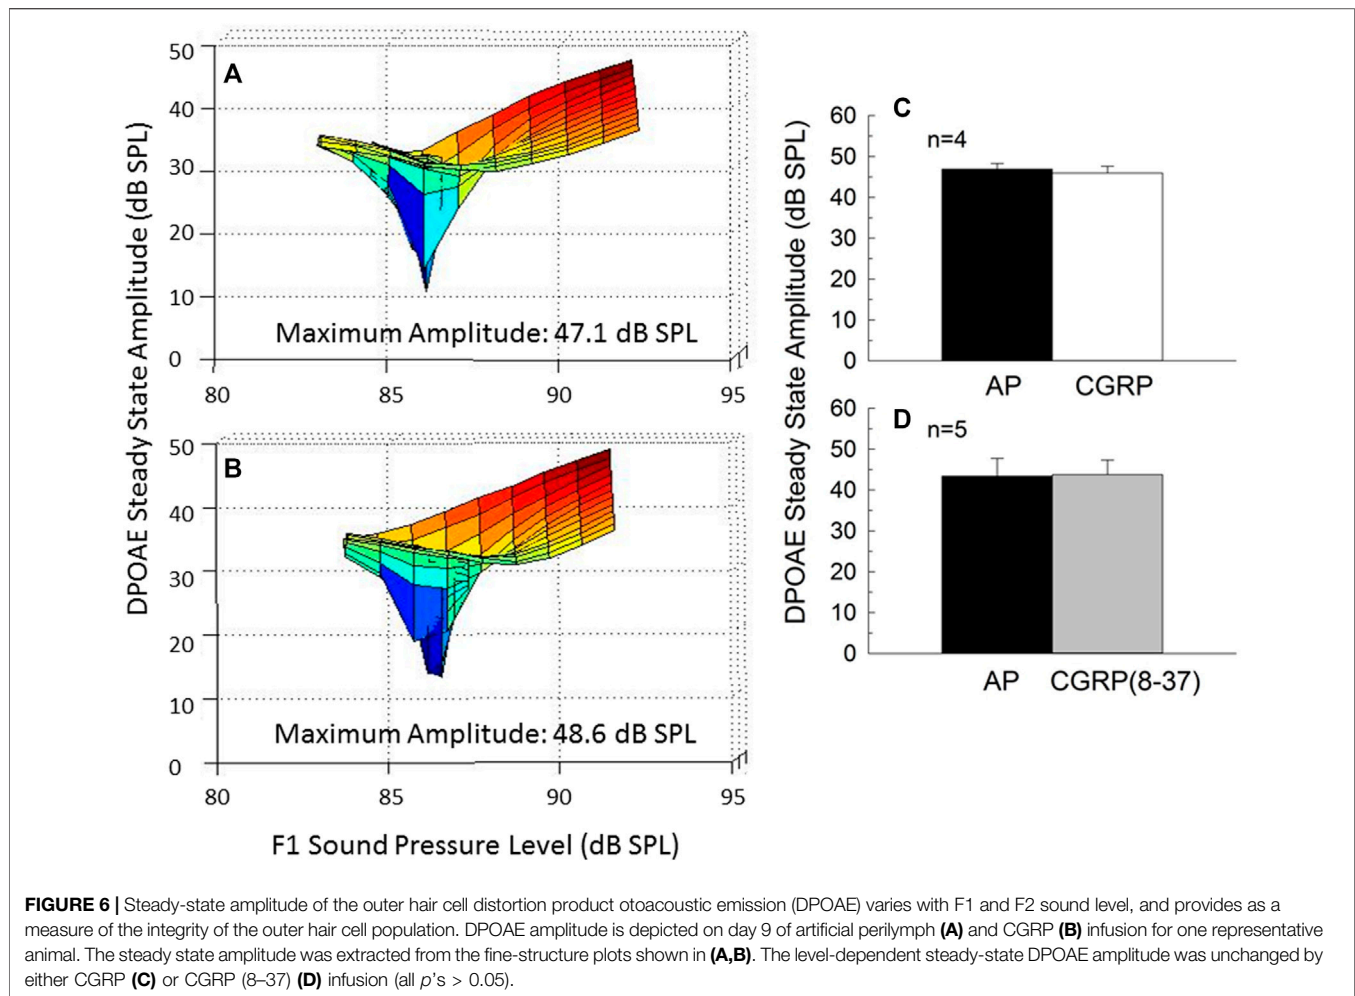 DPOAE Steady State Amplitude (dB SPL)
A
50
40
30
20
10
0
Maximum Amplitude: 47.1 dB SPL
80 85 90 95
B
50
40
30
20
10
0
Maximum Amplitude: 48.6 dB SPL
80 85 90 95
F1 Sound Pressure Level (dB SPL)
DPOAE Steady State Amplitude (dB SPL)
C
n=4
60
50
40
30
20
10
0
AP CGRP
D
n=5
60
50
40
30
20
10
0
AP CGRP(8-37)
FIGURE 6 | Steady-state amplitude of the outer hair cell distortion product otoacoustic emission (DPOAE) varies with F1 and F2 sound level, and provides as a
measure of the integrity of the outer hair cell population. DPOAE amplitude is depicted on day 9 of artificial perilymph (A) and CGRP (B) infusion for one representative
animal. The steady state amplitude was extracted from the fine-structure plots shown in (A,B). The level-dependent steady-state DPOAE amplitude was unchanged by
either CGRP (C) or CGRP (8–37) (D) infusion (all p's > 0.05).